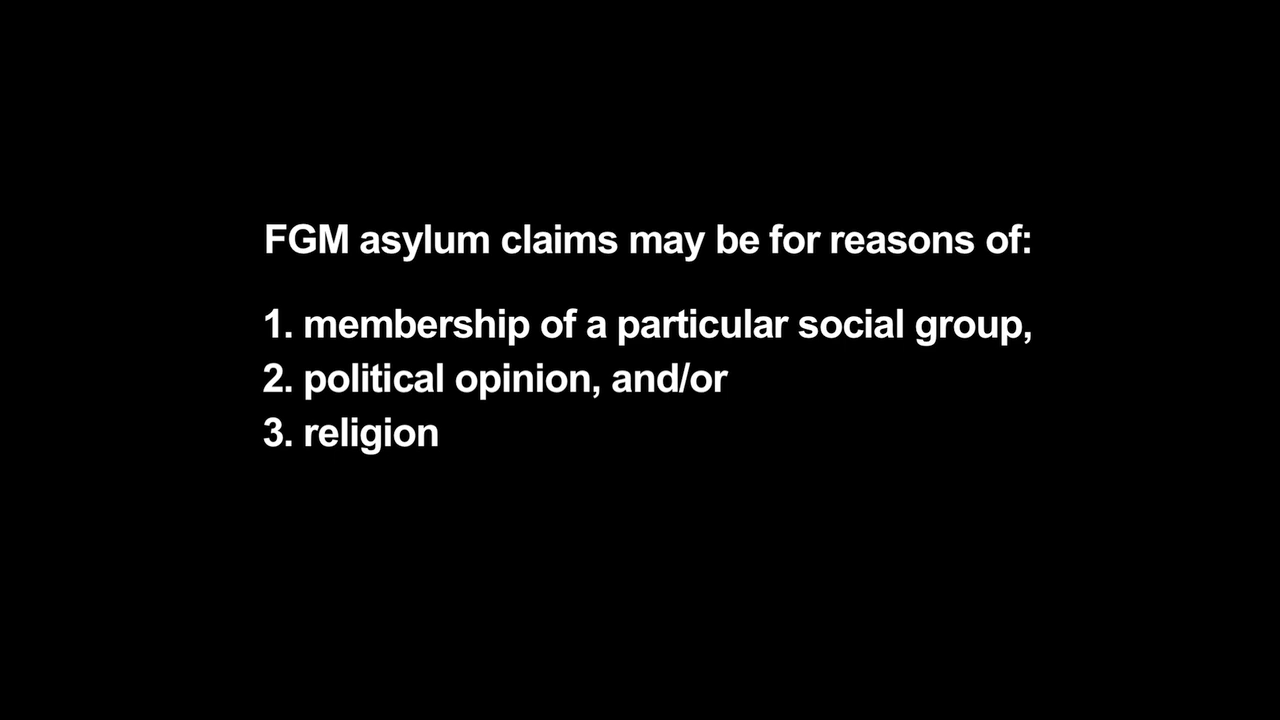 FGM asylum claims may be for reasons of:
1. membership of a particular social group,
2. political opinion, and/or
3. religion